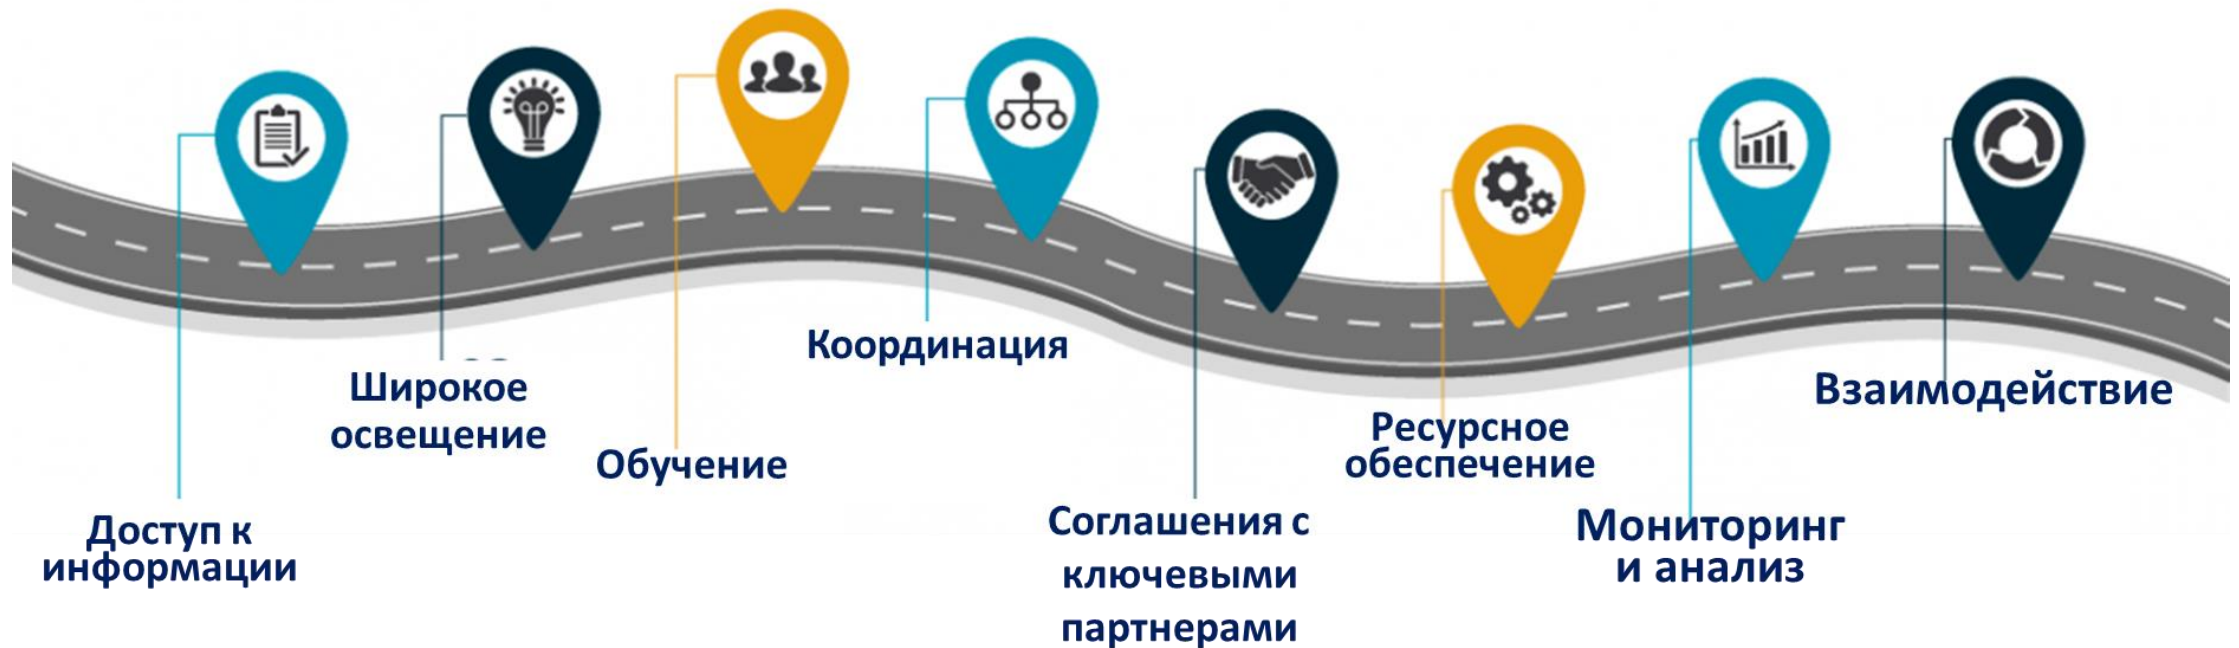 Доступ к
информации
Широкое
освещение
Обучение
Координация
Соглашения с
ключевыми
партнерами
Ресурсное
обеспечение
Мониторинг
и анализ
Взаимодействие